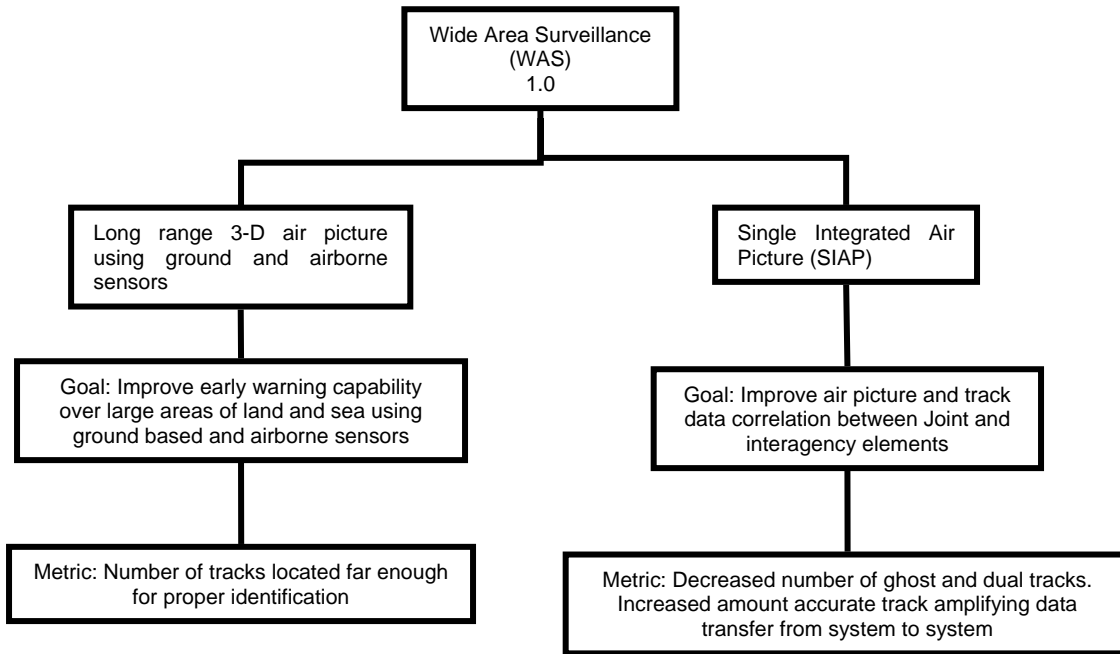 Wide Area Surveillance
(WAS)
1.0
Long range 3-D air picture
using ground and airborne
sensors
Single Integrated Air
Picture (SIAP)
Goal: Improve early warning capability
over large areas of land and sea using
ground based and airborne sensors
Goal: Improve air picture and track
data correlation between Joint and
interagency elements
Metric: Number of tracks located far enough
for proper identification
Metric: Decreased number of ghost and dual tracks.
Increased amount accurate track amplifying data
transfer from system to system